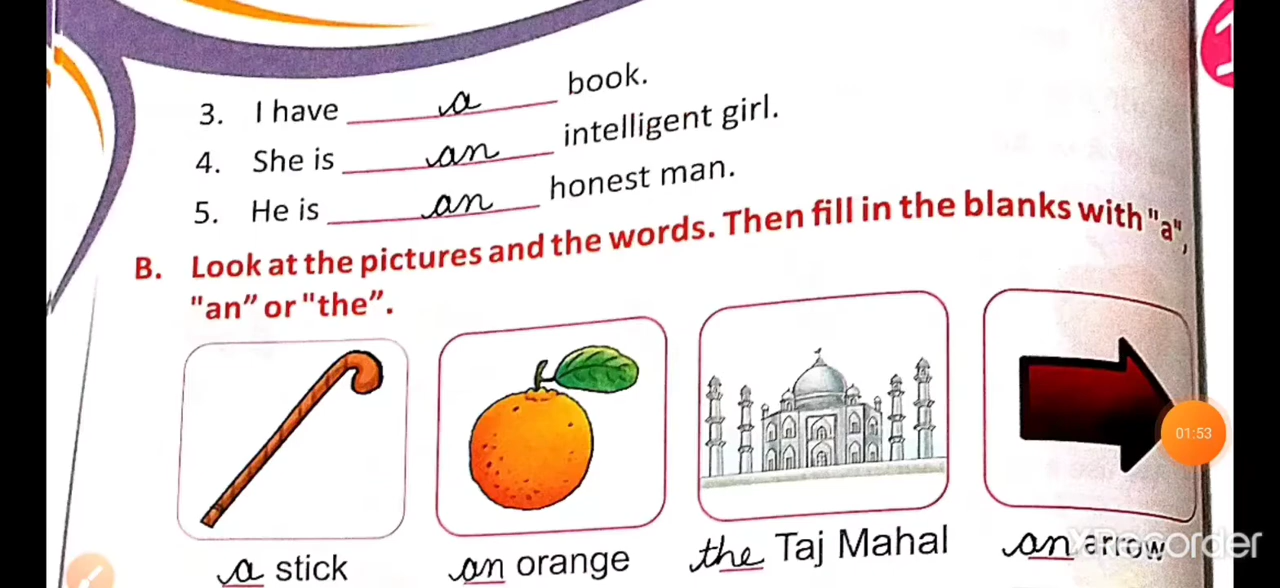 3. I have a book.
4. She is an intelligent girl.
5. He is an honest man.
B. Look at the pictures and the words. Then fill in the blanks with "a",
"an" or "the".
01:53
a stick an orange the Taj Mahal an arrow
XRecorder